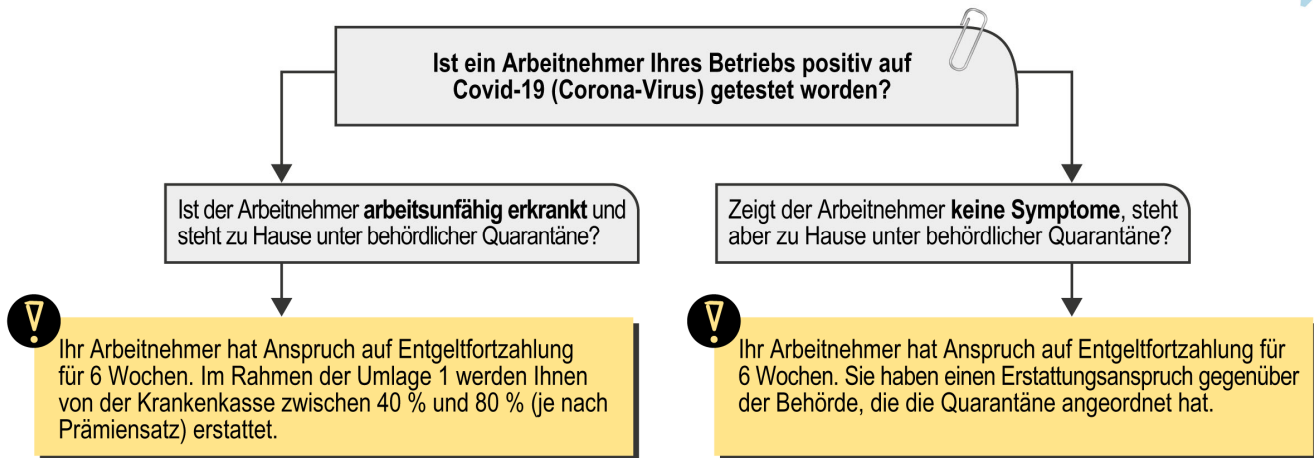 Ist ein Arbeitnehmer Ihres Betriebs positiv auf
Covid-19 (Corona-Virus) getestet worden?
Ist der Arbeitnehmer arbeitsunfähig erkrankt und
steht zu Hause unter behördlicher Quarantäne?
Zeigt der Arbeitnehmer keine Symptome, steht
aber zu Hause unter behördlicher Quarantäne?
Ihr Arbeitnehmer hat Anspruch auf Entgeltfortzahlung
für 6 Wochen. Im Rahmen der Umlage 1 werden Ihnen
von der Krankenkasse zwischen 40 % und 80 % (je nach
Prämiensatz) erstattet.
Ihr Arbeitnehmer hat Anspruch auf Entgeltfortzahlung für
6 Wochen. Sie haben einen Erstattungsanspruch gegenüber
der Behörde, die die Quarantäne angeordnet hat.